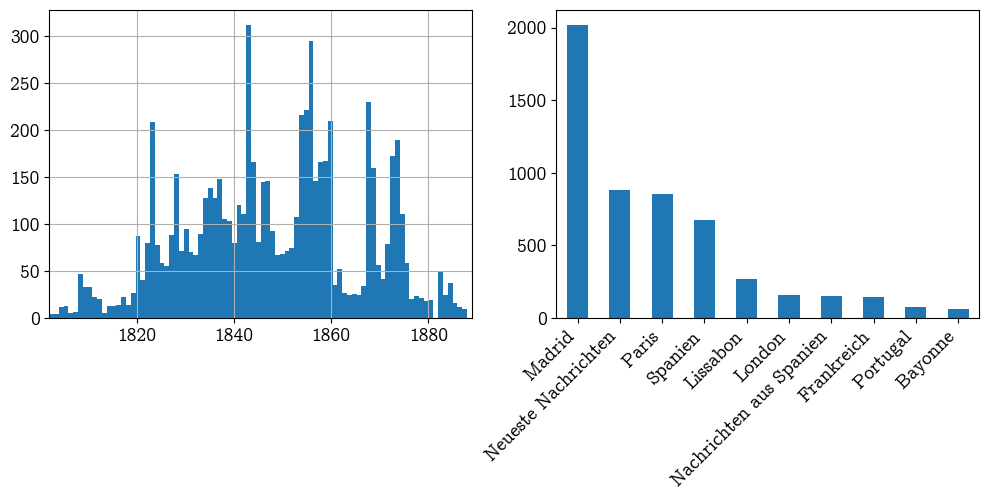 300
250
200
150
100
50
0
1820 1840 1860 1880
2000
1500
1000
500
0
Madrid
Neueste Nachrichten
Paris
Spanien
Lissabon
London
Nachrichten aus Spanien
Frankreich
Portugal
Bayonne